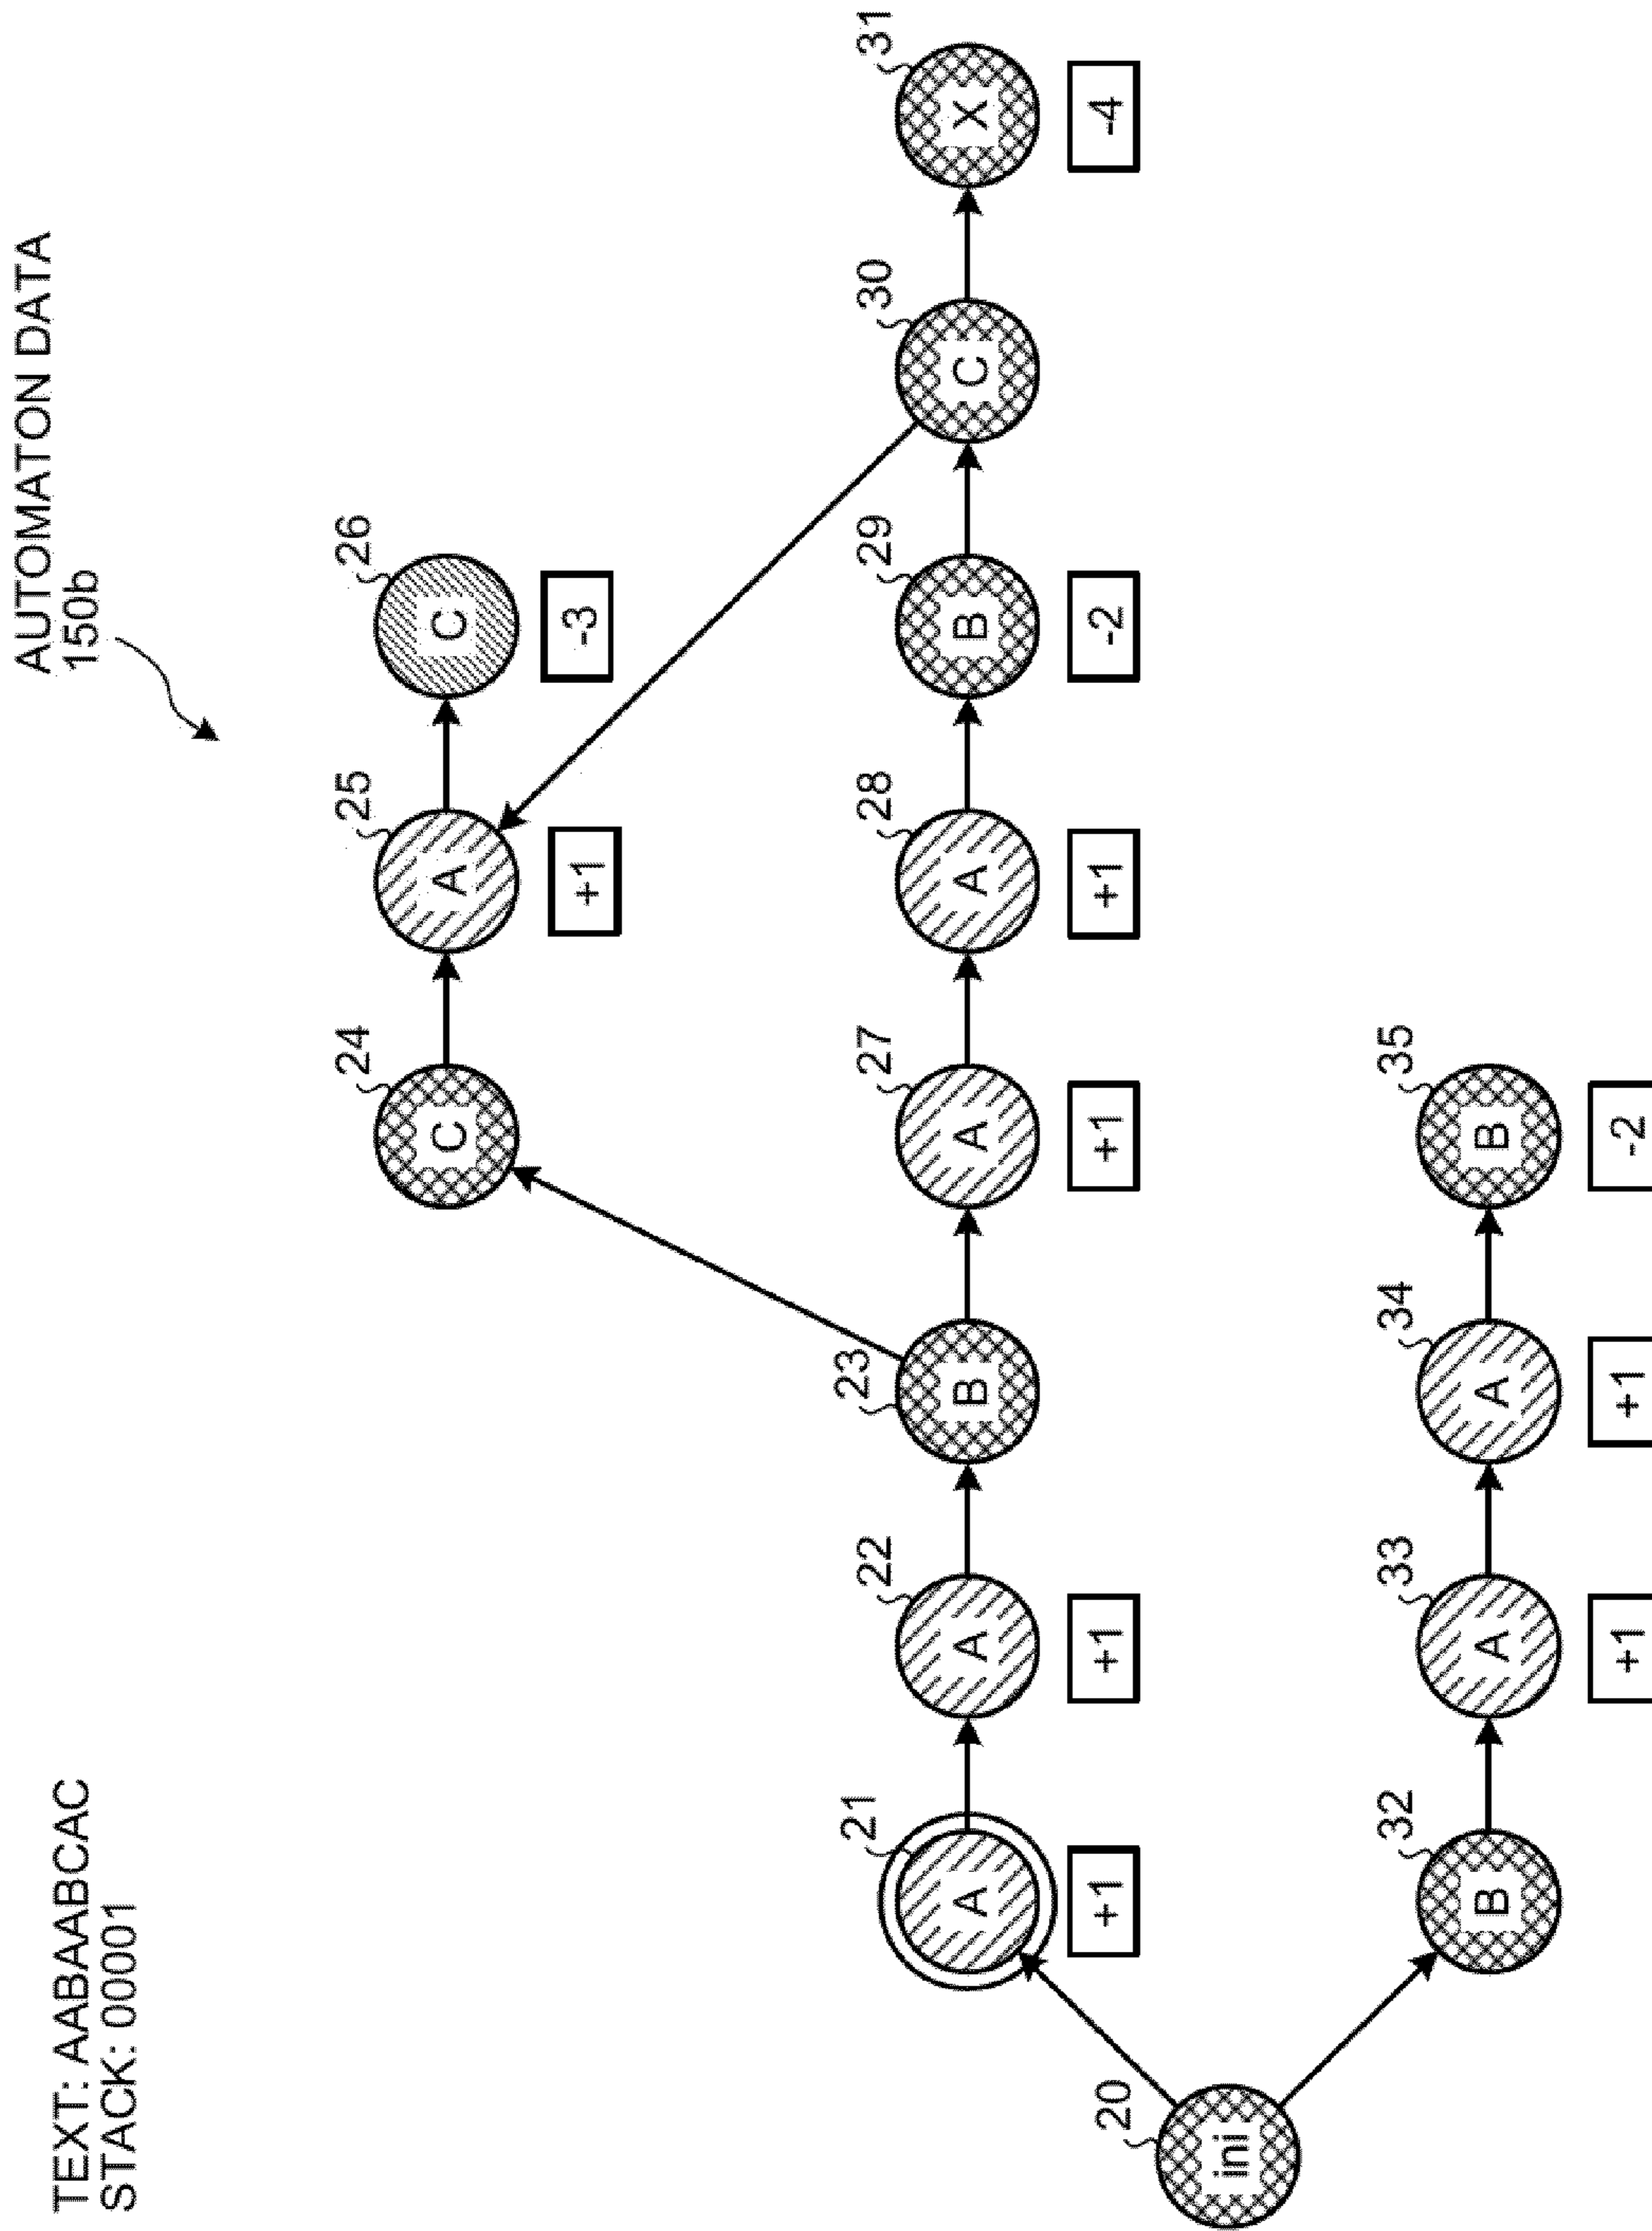 TEXT: AABAABCAC
STACK: 00001
AUTOMATON DATA
150b
24
C
25
A
+1
26
C
-3
21
A
+1
22
A
+1
23
B
27
A
+1
28
A
+1
29
B
-2
30
C
31
X
-4
20
ini
32
B
33
A
+1
34
A
+1
35
B
-2